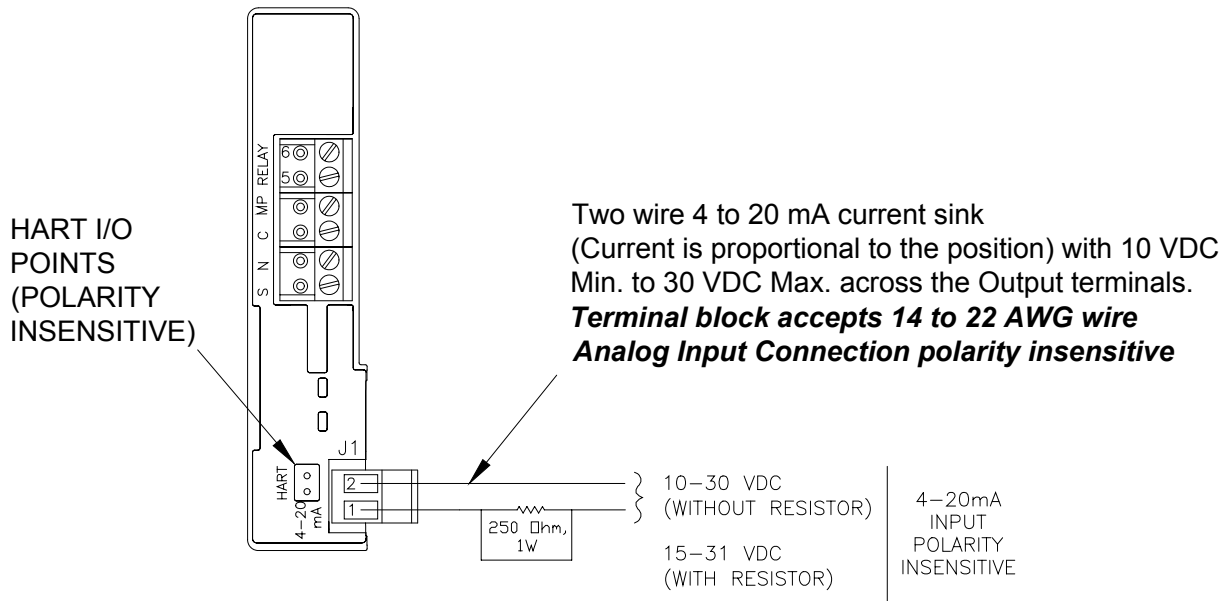 6
5
S N C MP RELAY
HART I/O
POINTS
(POLARITY
INSENSITIVE)
Two wire 4 to 20 mA current sink
(Current is proportional to the position) with 10 VDC
Min. to 30 VDC Max. across the Output terminals.
Terminal block accepts 14 to 22 AWG wire
Analog Input Connection polarity insensitive
J1
HART
4-20
mA
2
1
250 Ohm,
1W
10-30 VDC
(WITHOUT RESISTOR)
15-31 VDC
(WITH RESISTOR)
4-20mA
INPUT
POLARITY
INSENSITIVE